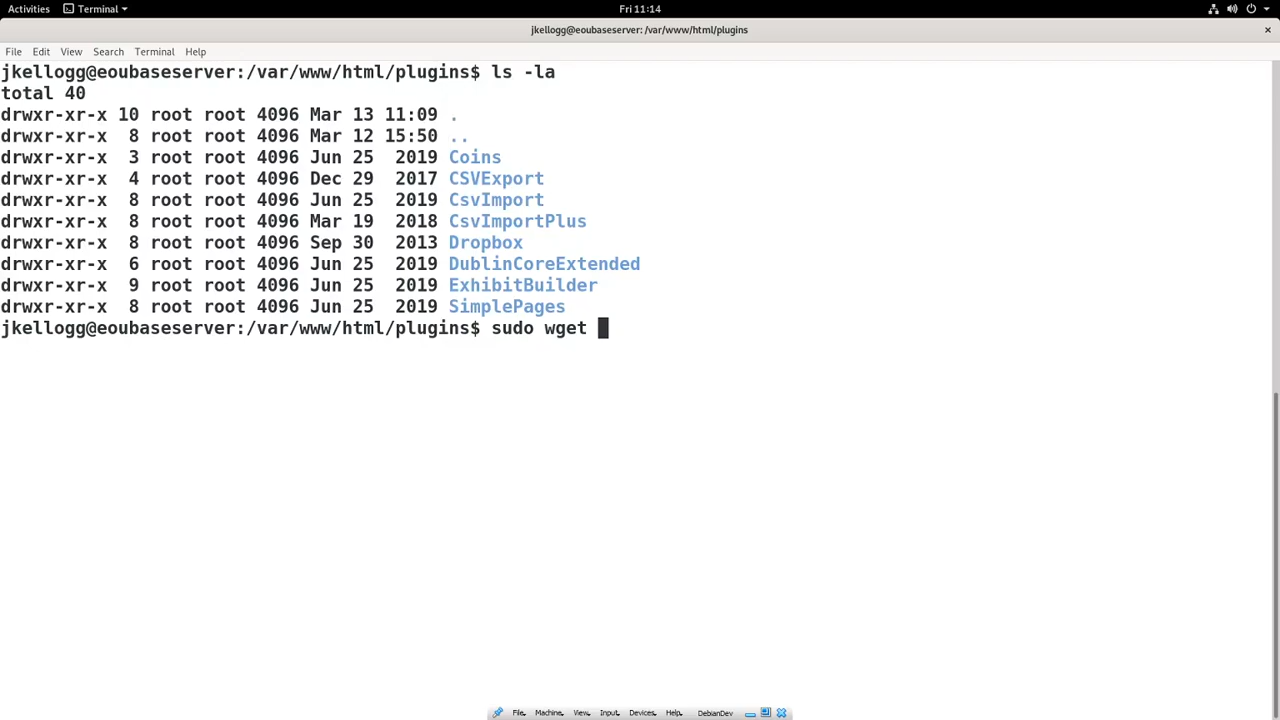 Activities Terminal Fri 11:14
jkellogg@eoubaseserver: /var/www/html/plugins
File Edit View Search Terminal Help
jkellogg@eoubaseserver:/var/www/html/plugins$ ls -la
total 40
drwxr-xr-x 10 root root 4096 Mar 13 11:09 .
drwxr-xr-x  8 root root 4096 Mar 12 15:50 ..
drwxr-xr-x  3 root root 4096 Jun 25  2019 Coins
drwxr-xr-x  4 root root 4096 Dec 29  2017 CSVExport
drwxr-xr-x  8 root root 4096 Jun 25  2019 CsvImport
drwxr-xr-x  8 root root 4096 Mar 19  2018 CsvImportPlus
drwxr-xr-x  8 root root 4096 Sep 30  2013 Dropbox
drwxr-xr-x  6 root root 4096 Jun 25  2019 DublinCoreExtended
drwxr-xr-x  9 root root 4096 Jun 25  2019 ExhibitBuilder
drwxr-xr-x  8 root root 4096 Jun 25  2019 SimplePages
jkellogg@eoubaseserver:/var/www/html/plugins$ sudo wget
File Machine View Input Devices Help DebianDev